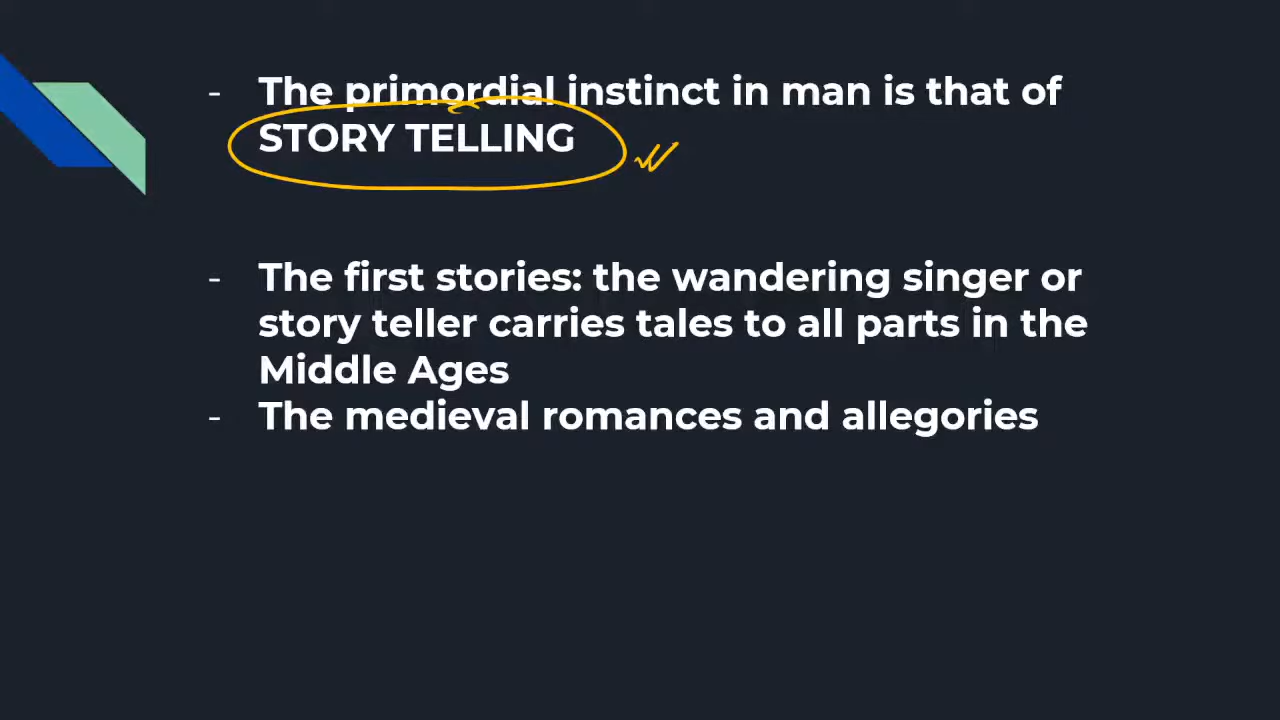 - The primordial instinct in man is that of
STORY TELLING
- The first stories: the wandering singer or
story teller carries tales to all parts in the
Middle Ages
- The medieval romances and allegories